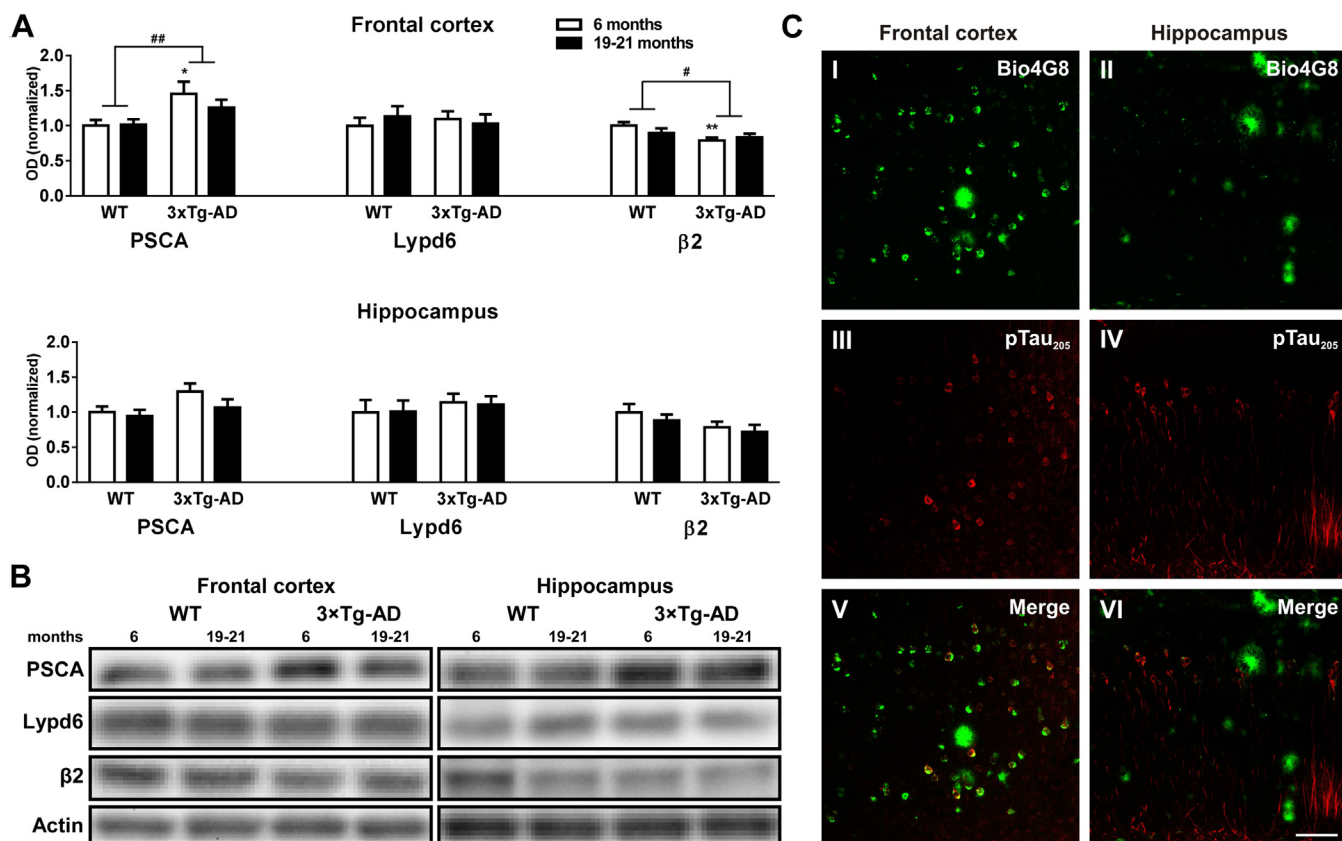 A
Frontal cortex
6 months
19-21 months
OD (normalized)
2.0
1.5
1.0
0.5
0.0
##
*
#
**
WT 3xTg-AD WT 3xTg-AD WT 3xTg-AD
PSCA Lypd6 β2
Hippocampus
OD (normalized)
2.0
1.5
1.0
0.5
0.0
WT 3xTg-AD WT 3xTg-AD WT 3xTg-AD
PSCA Lypd6 β2
B
Frontal cortex Hippocampus
WT 3×Tg-AD WT 3×Tg-AD
months 6 19-21 6 19-21 6 19-21 6 19-21
PSCA
Lypd6
β2
Actin
C
Frontal cortex Hippocampus
I Bio4G8 II Bio4G8
III pTau205 IV pTau205
V Merge VI Merge